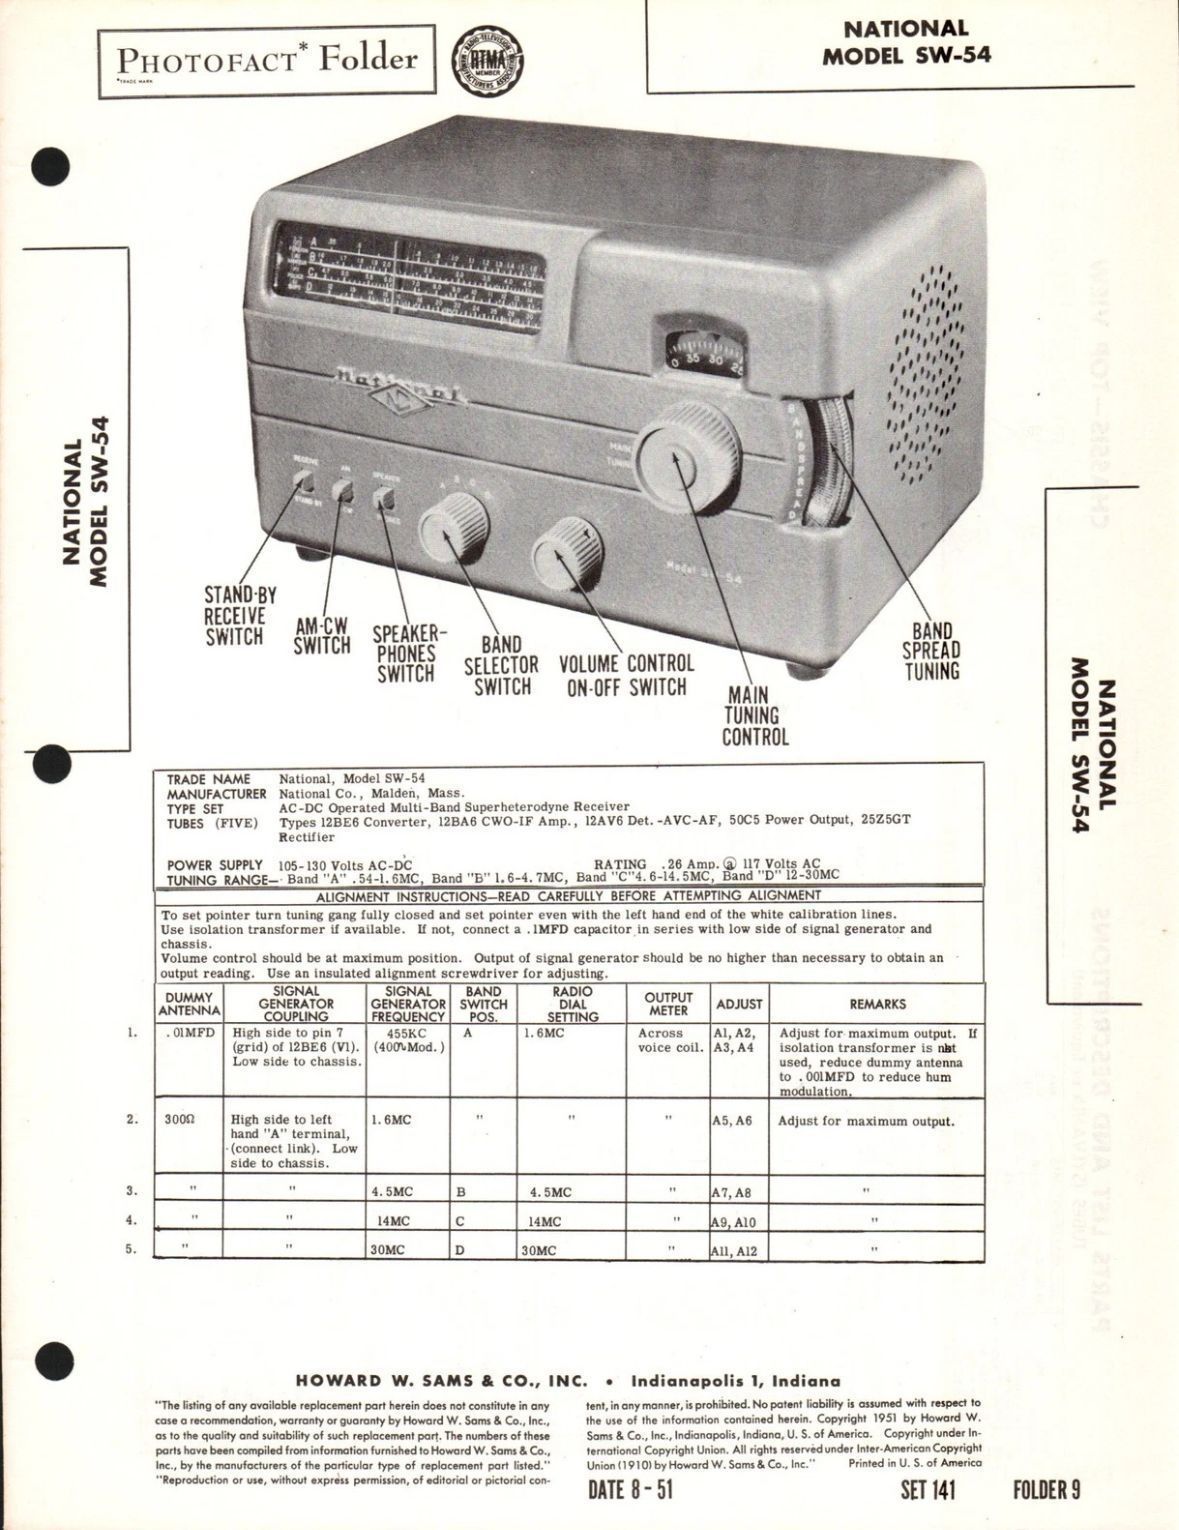 PHOTOFACT* Folder
*TRADE MARK
RADIO-TELEVISION
RTMA
MEMBER
MANUFACTURERS ASSOCIATION
NATIONAL
MODEL SW-54
NATIONAL
MODEL SW-54
NATIONAL
MODEL SW-54
A
B
C
D
0 35 30
National
MAIN
TUNING
BANDSPREAD
RECEIVE
STAND-BY
AM
CW
SPEAKER
PHONES
A B C D
Model SW-54
STAND-BY
RECEIVE
SWITCH
AM-CW
SWITCH
SPEAKER-
PHONES
SWITCH
BAND
SELECTOR
SWITCH
VOLUME CONTROL
ON-OFF SWITCH
MAIN
TUNING
CONTROL
BAND
SPREAD
TUNING
TRADE NAME National, Model SW-54
MANUFACTURER National Co., Malden, Mass.
TYPE SET AC-DC Operated Multi-Band Superheterodyne Receiver
TUBES (FIVE) Types 12BE6 Converter, 12BA6 CWO-IF Amp., 12AV6 Det.-AVC-AF, 50C5 Power Output, 25Z5GT
Rectifier
POWER SUPPLY 105-130 Volts AC-DC RATING .26 Amp. @ 117 Volts AC
TUNING RANGE— Band "A" .54-1.6MC, Band "B" 1.6-4.7MC, Band "C"4.6-14.5MC, Band "D" 12-30MC
ALIGNMENT INSTRUCTIONS—READ CAREFULLY BEFORE ATTEMPTING ALIGNMENT
To set pointer turn tuning gang fully closed and set pointer even with the left hand end of the white calibration lines.
Use isolation transformer if available. If not, connect a .1MFD capacitor in series with low side of signal generator and
chassis.
Volume control should be at maximum position. Output of signal generator should be no higher than necessary to obtain an
output reading. Use an insulated alignment screwdriver for adjusting.
DUMMY ANTENNA SIGNAL GENERATOR COUPLING SIGNAL GENERATOR FREQUENCY BAND SWITCH POS. RADIO DIAL SETTING OUTPUT METER ADJUST REMARKS
1. .01MFD High side to pin 7 455KC A 1.6MC Across A1, A2, Adjust for maximum output. If
(grid) of 12BE6 (V1). (400∿Mod.) voice coil. A3, A4 isolation transformer is not
Low side to chassis. used, reduce dummy antenna
to .001MFD to reduce hum
modulation.
2. 300Ω High side to left 1.6MC " " " A5, A6 Adjust for maximum output.
hand "A" terminal,
(connect link). Low
side to chassis.
3. " " 4.5MC B 4.5MC " A7, A8 "
4. " " 14MC C 14MC " A9, A10 "
5. " " 30MC D 30MC " A11, A12 "
HOWARD W. SAMS & CO., INC. • Indianapolis 1, Indiana
"The listing of any available replacement part herein does not constitute in any
case a recommendation, warranty or guaranty by Howard W. Sams & Co., Inc.,
as to the quality and suitability of such replacement part. The numbers of these
parts have been compiled from information furnished to Howard W. Sams & Co.,
Inc., by the manufacturers of the particular type of replacement part listed."
"Reproduction or use, without express permission, of editorial or pictorial con-
tent, in any manner, is prohibited. No patent liability is assumed with respect to
the use of the information contained herein. Copyright 1951 by Howard W.
Sams & Co., Inc., Indianapolis, Indiana, U. S. of America. Copyright under In-
ternational Copyright Union. All rights reserved under Inter-American Copyright
Union (1910) by Howard W. Sams & Co., Inc." Printed in U. S. of America
DATE 8-51 SET 141 FOLDER 9